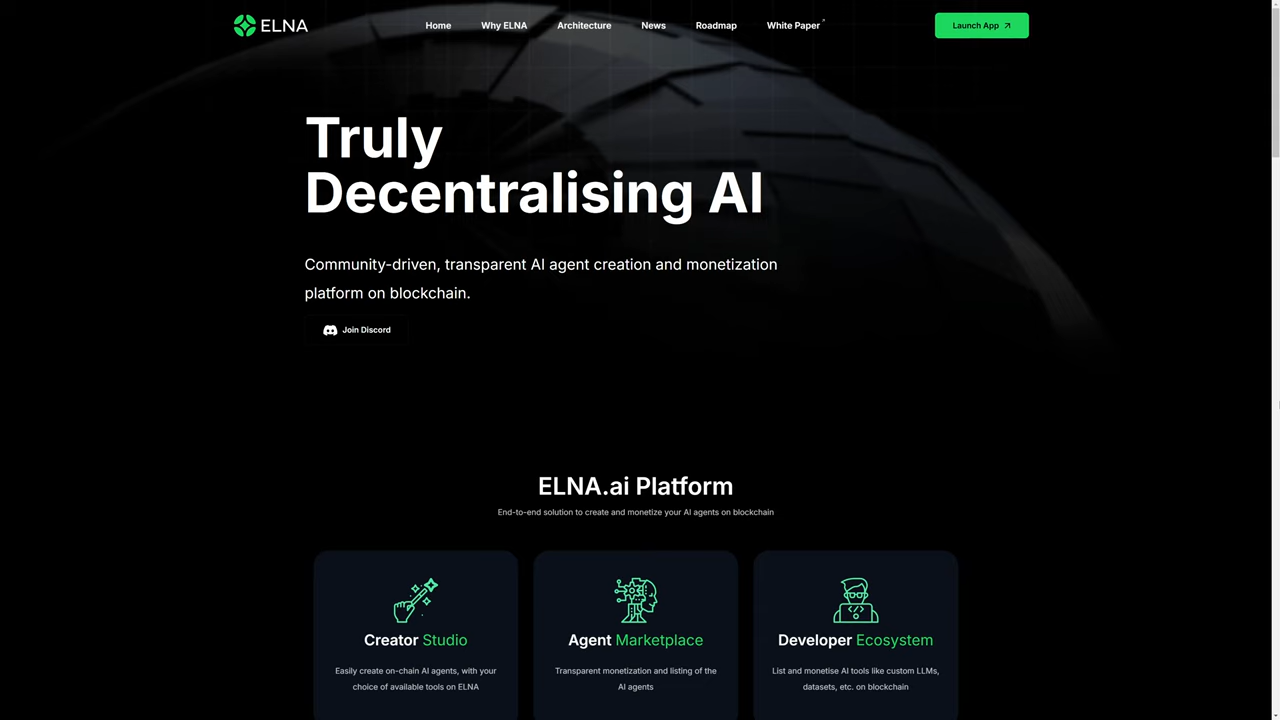 ELNA
Home
Why ELNA
Architecture
News
Roadmap
White Paper
Launch App
Truly
Decentralising AI
Community-driven, transparent AI agent creation and monetization
platform on blockchain.
Join Discord
ELNA.ai Platform
End-to-end solution to create and monetize your AI agents on blockchain
Creator Studio
Easily create on-chain AI agents, with your
choice of available tools on ELNA
Agent Marketplace
Transparent monetization and listing of the
AI agents
Developer Ecosystem
List and monetise AI tools like custom LLMs,
datasets, etc. on blockchain